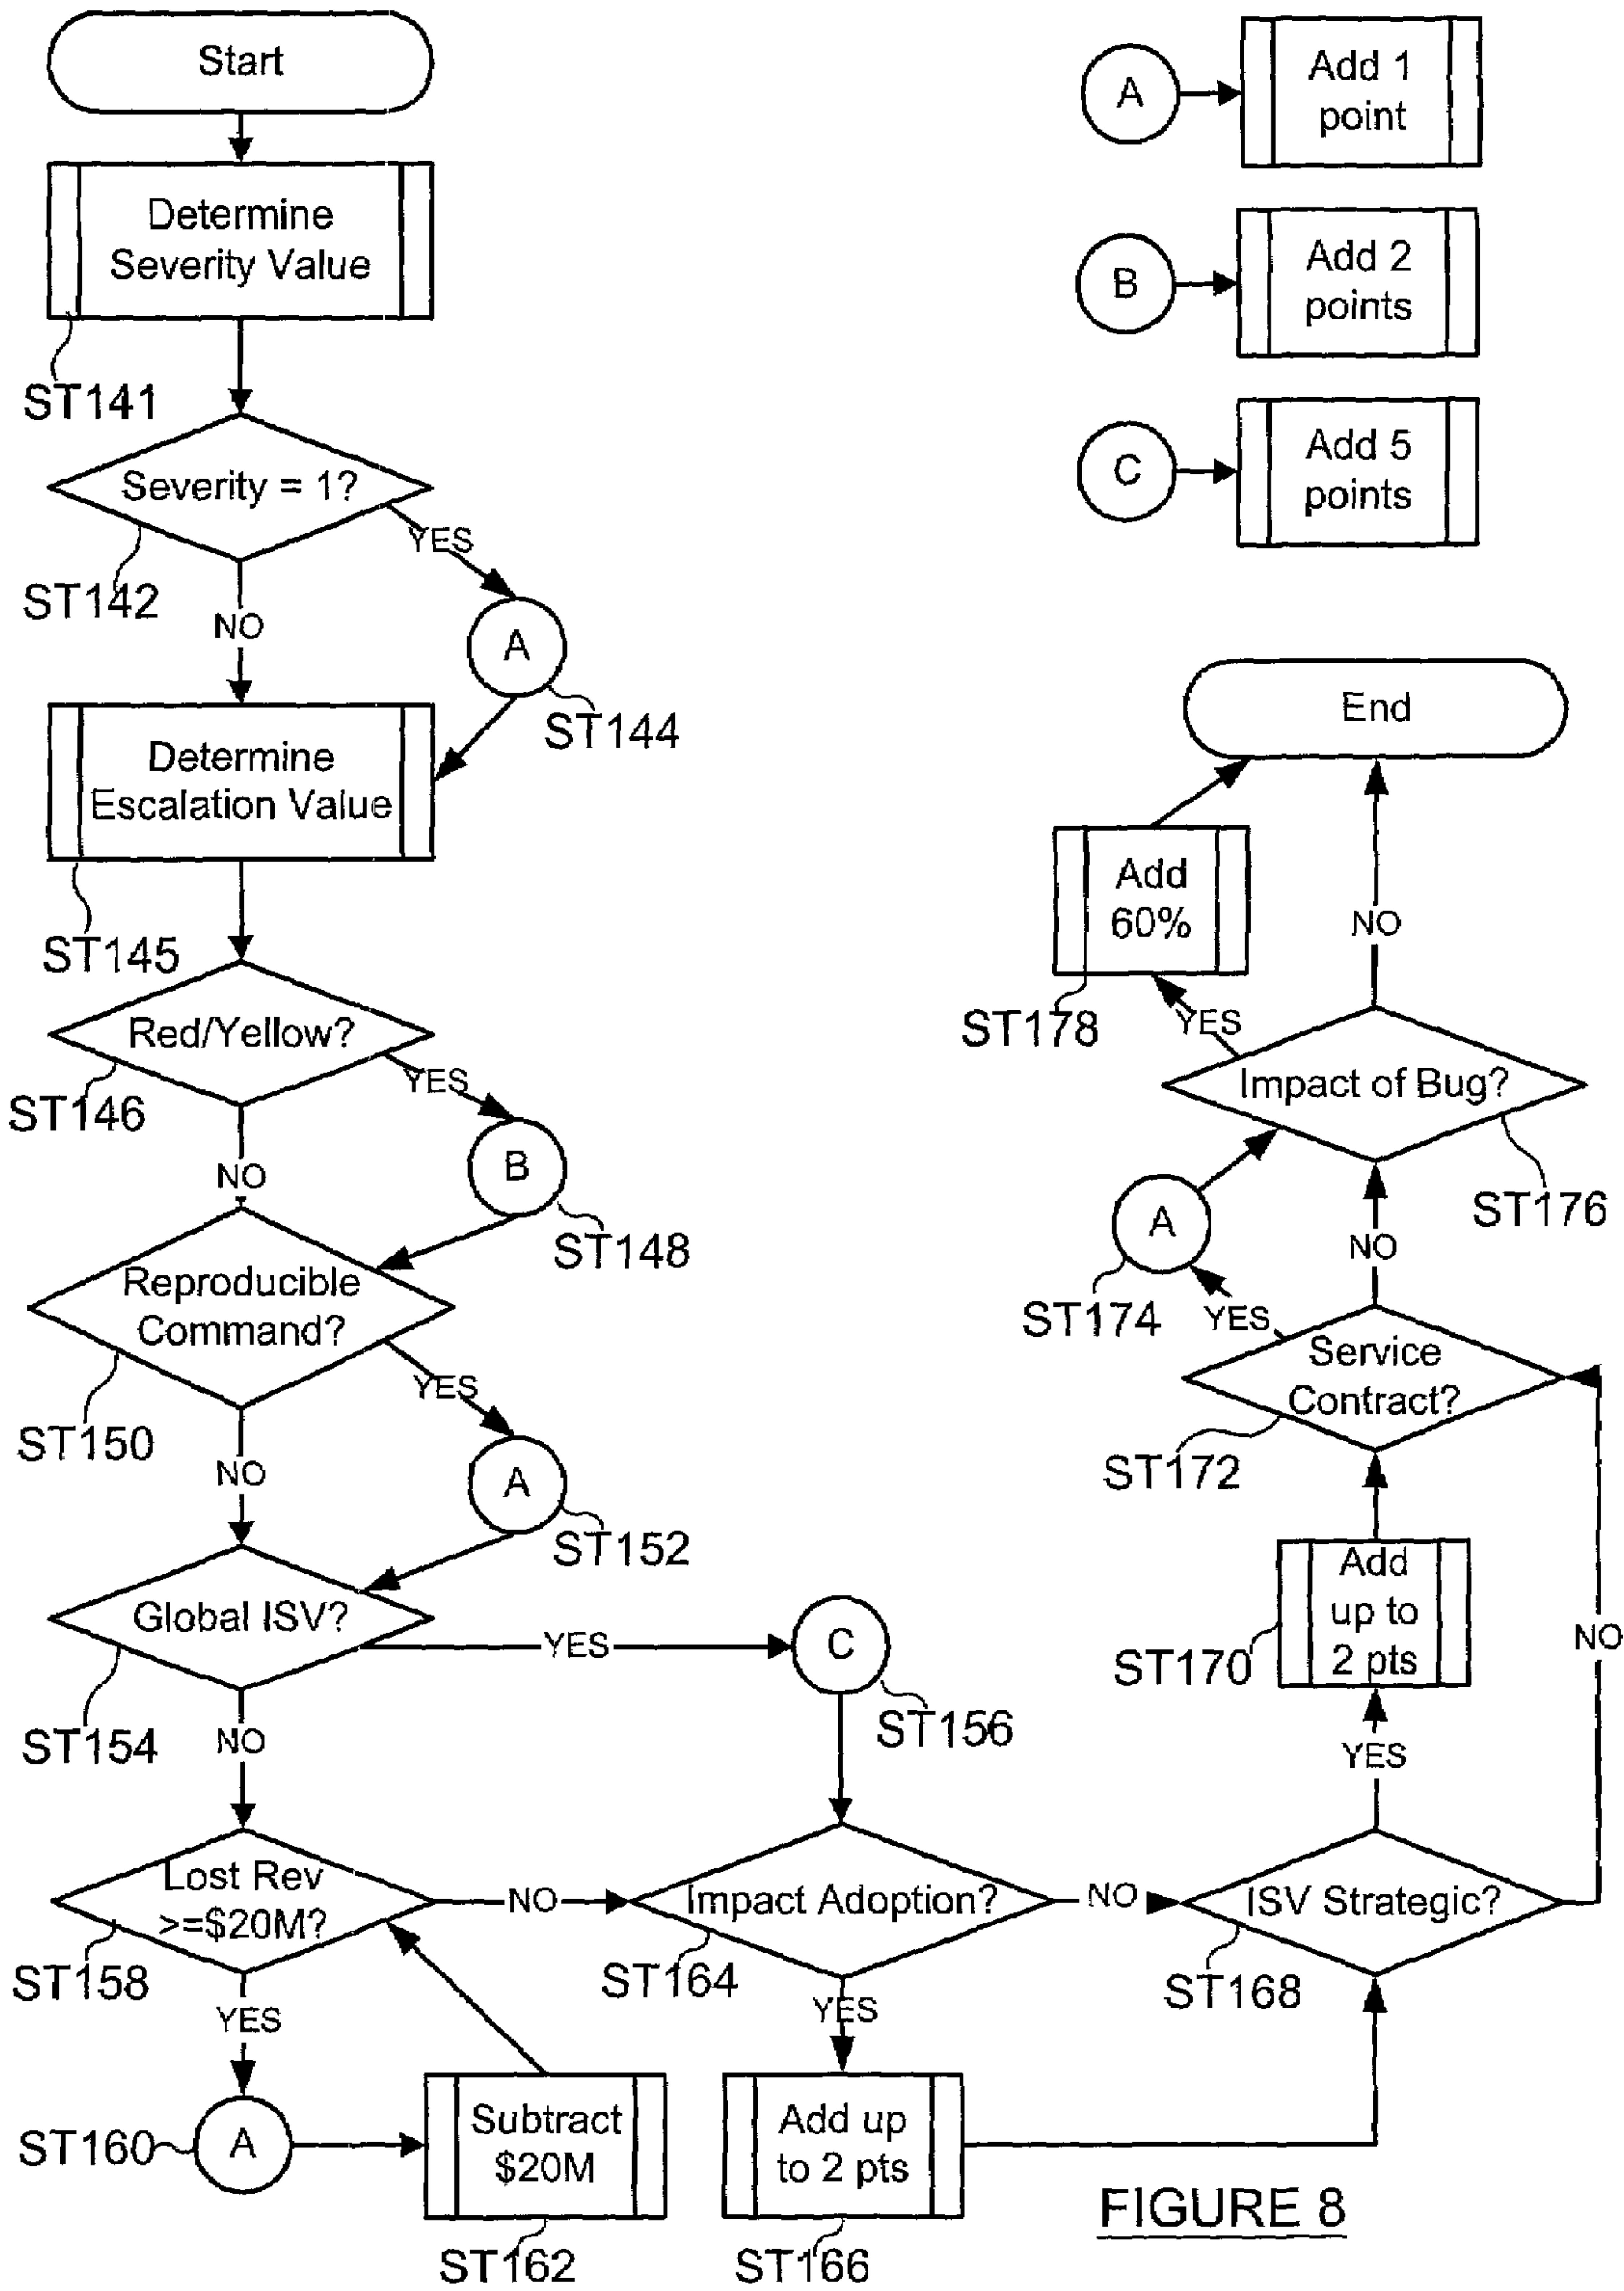 Start
Determine
Severity Value
ST141
Severity = 1?
YES
ST142
NO
A
ST144
Determine
Escalation Value
ST145
Red/Yellow?
YES
ST146
NO
B
ST148
Reproducible
Command?
YES
ST150
NO
A
ST152
Global ISV?
YES
C
ST156
ST154
NO
Lost Rev
>=$20M?
NO
ST158
YES
ST160
A
Subtract
$20M
ST162
Impact Adoption?
NO
ST164
YES
Add up
to 2 pts
ST166
ISV Strategic?
ST168
NO
YES
Add
up to
2 pts
ST170
Service
Contract?
ST172
YES
NO
A
ST174
Impact of Bug?
ST176
YES
NO
Add
60%
ST178
End
A
Add 1
point
B
Add 2
points
C
Add 5
points
FIGURE 8